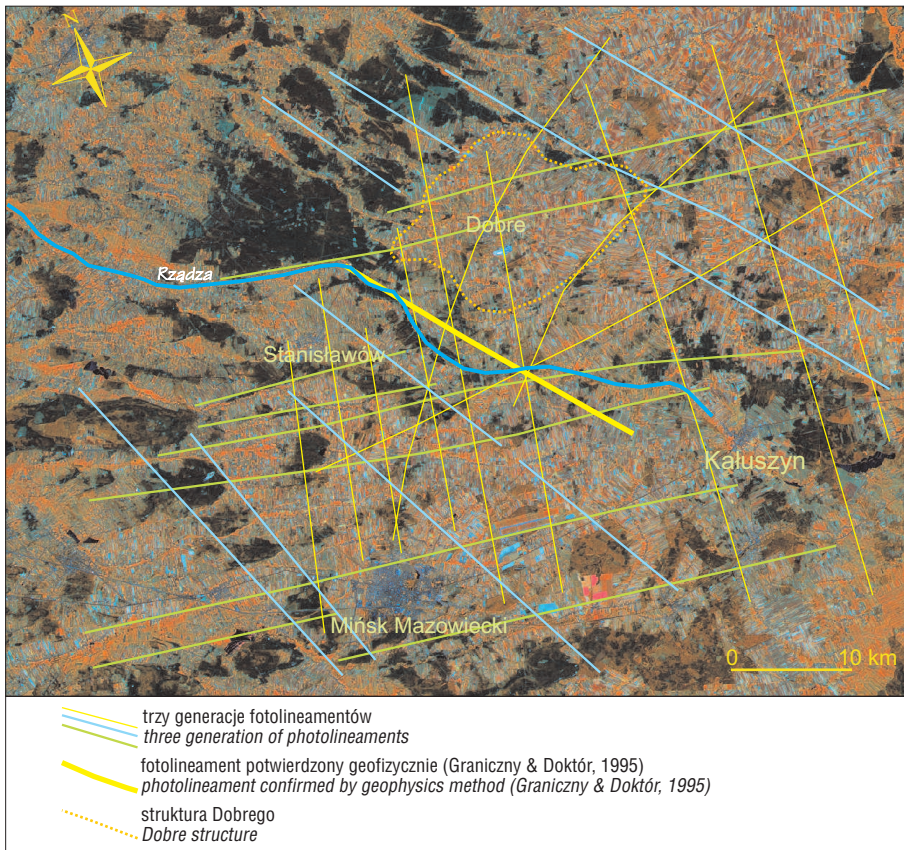 N
Dobre
Rządza
Stanisławów
Kałuszyn
Mińsk Mazowiecki
0 10 km
trzy generacje fotolineamentów
three generation of photolineaments
fotolineament potwierdzony geofizycznie (Graniczny & Doktór, 1995)
photolineament confirmed by geophysics method (Graniczny & Doktór, 1995)
struktura Dobrego
Dobre structure